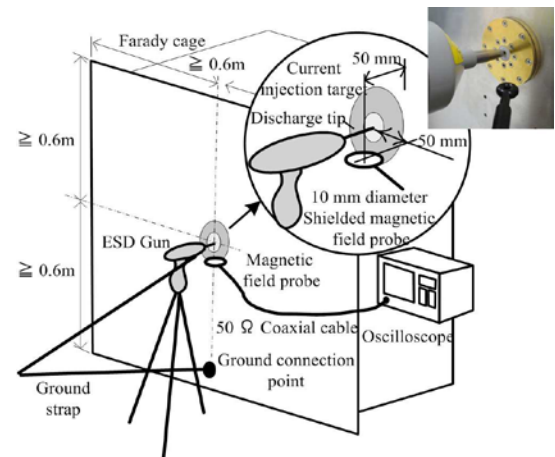 Farady cage
≧ 0.6m
50 mm
Current
injection target
Discharge tip
50 mm
≧ 0.6m
10 mm diameter
Shielded magnetic
field probe
ESD Gun
Magnetic
field probe
≧ 0.6m
50 Ω Coaxial cable
Oscilloscope
Ground connection
point
Ground
strap